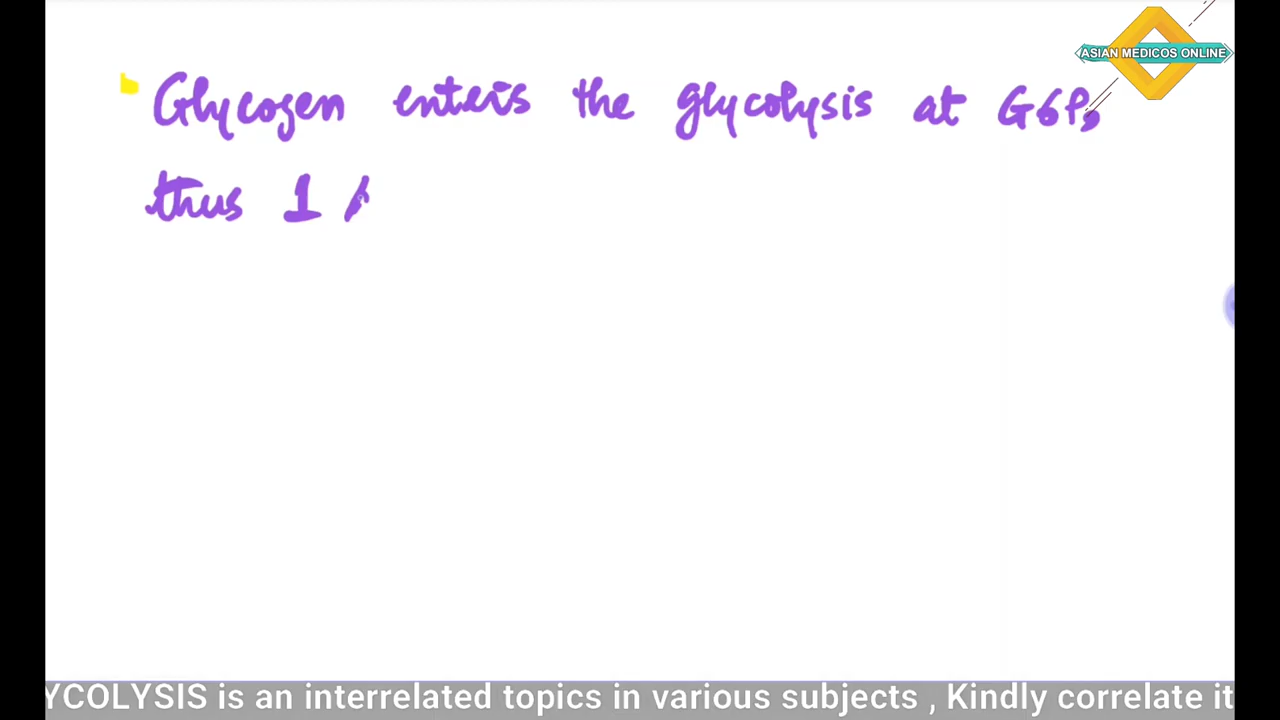 ASIAN MEDICOS ONLINE
Glycogen enters the glycolysis at G6P,
thus 1
YCOLYSIS is an interrelated topics in various subjects , Kindly correlate it